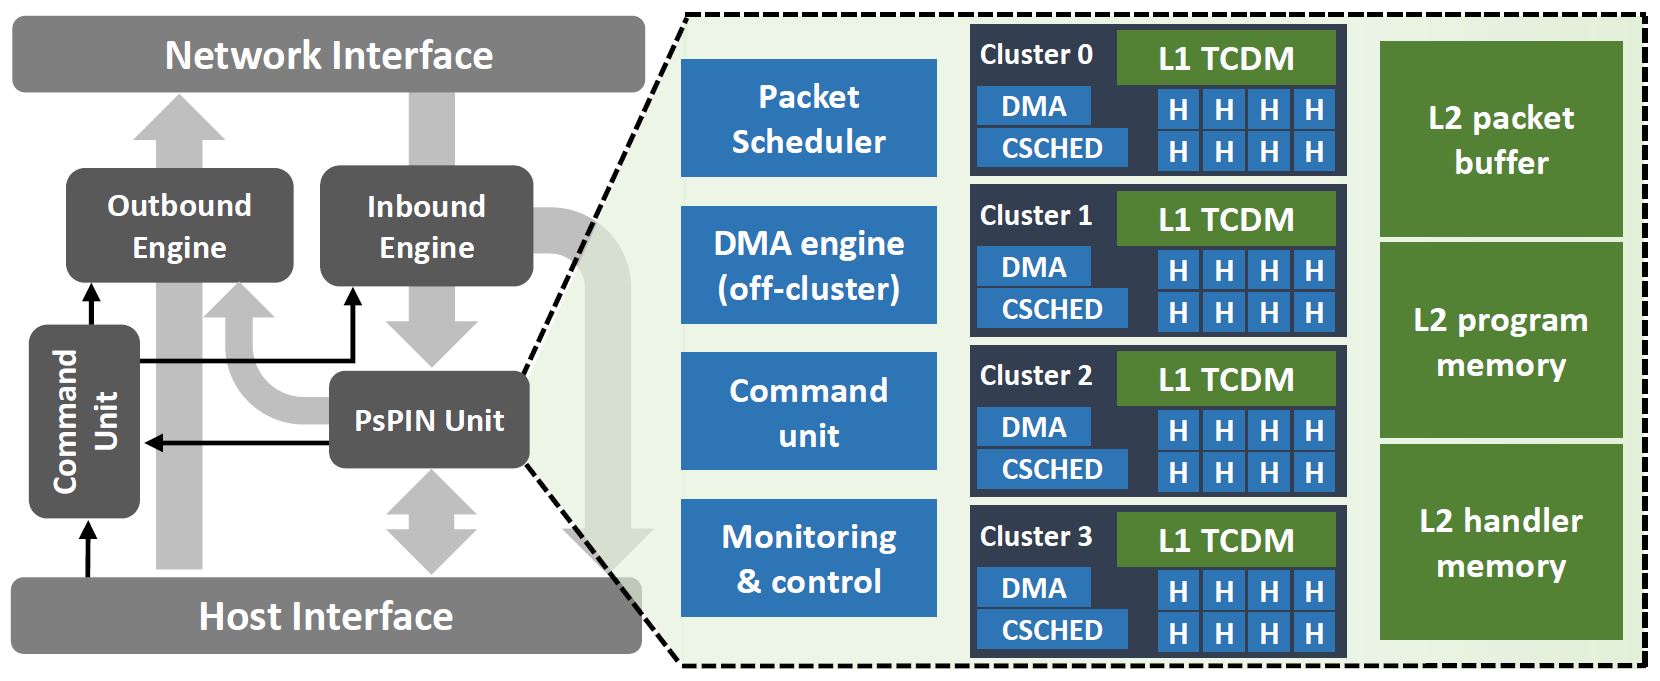 Network Interface
Outbound
Engine
Inbound
Engine
Command
Unit
PsPIN Unit
Host Interface
Packet
Scheduler
DMA engine
(off-cluster)
Command
unit
Monitoring
& control
Cluster 0
L1 TCDM
DMA
H H H H
CSCHED
H H H H
Cluster 1
L1 TCDM
DMA
H H H H
CSCHED
H H H H
Cluster 2
L1 TCDM
DMA
H H H H
CSCHED
H H H H
Cluster 3
L1 TCDM
DMA
H H H H
CSCHED
H H H H
L2 packet
buffer
L2 program
memory
L2 handler
memory